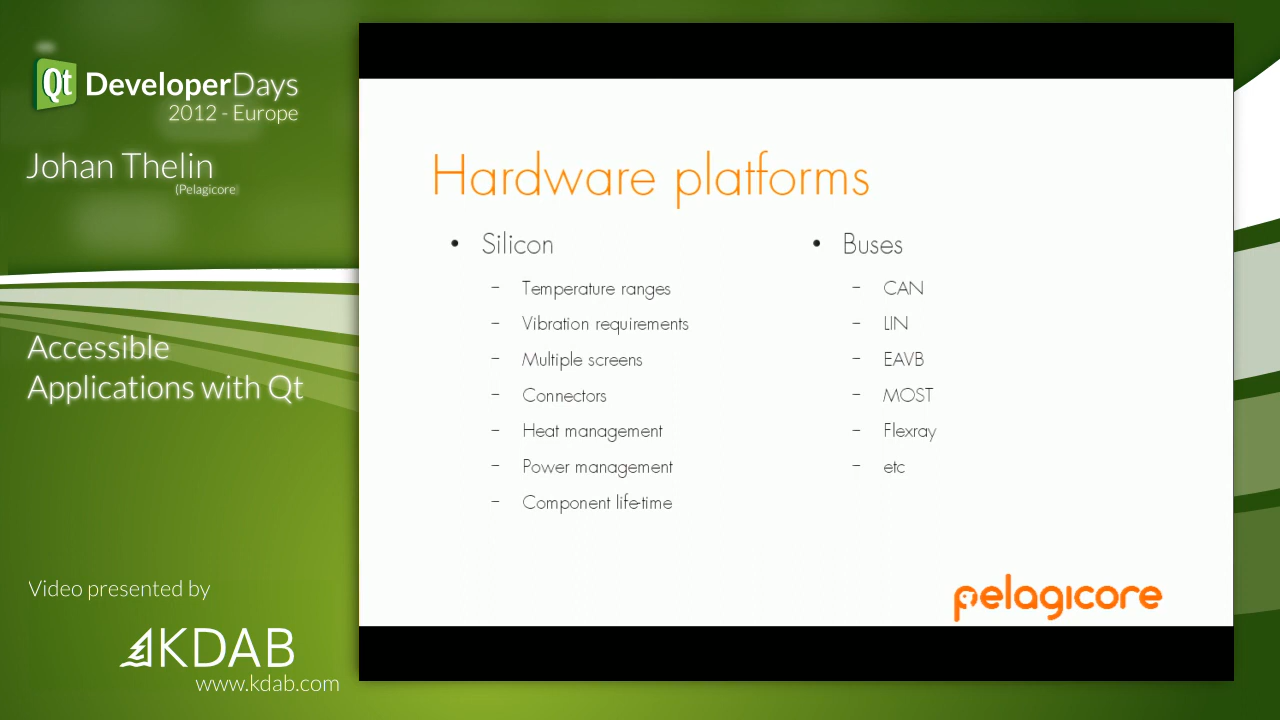 Qt DeveloperDays
2012 - Europe
Johan Thelin
(Pelagicore)
Accessible
Applications with Qt
Video presented by
KDAB
www.kdab.com
Hardware platforms
• Silicon
- Temperature ranges
- Vibration requirements
- Multiple screens
- Connectors
- Heat management
- Power management
- Component life-time
• Buses
- CAN
- LIN
- EAVB
- MOST
- Flexray
- etc
pelagicore